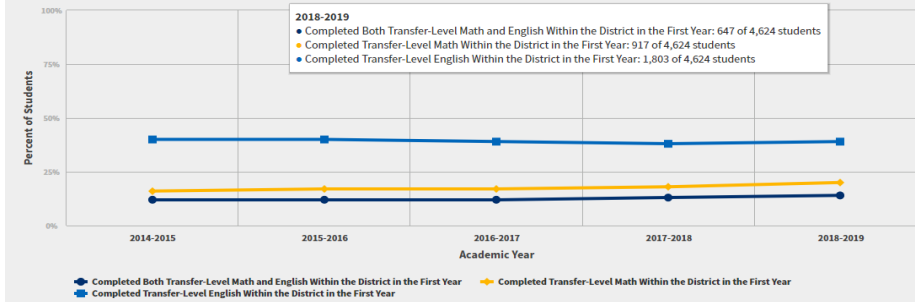 100%
2018-2019
• Completed Both Transfer-Level Math and English Within the District in the First Year: 647 of 4,624 students
• Completed Transfer-Level Math Within the District in the First Year: 917 of 4,624 students
• Completed Transfer-Level English Within the District in the First Year: 1,803 of 4,624 students
75%
50%
25%
0%
Percent of Students
2014-2015 2015-2016 2016-2017 2017-2018 2018-2019
Academic Year
Completed Both Transfer-Level Math and English Within the District in the First Year Completed Transfer-Level Math Within the District in the First Year
Completed Transfer-Level English Within the District in the First Year